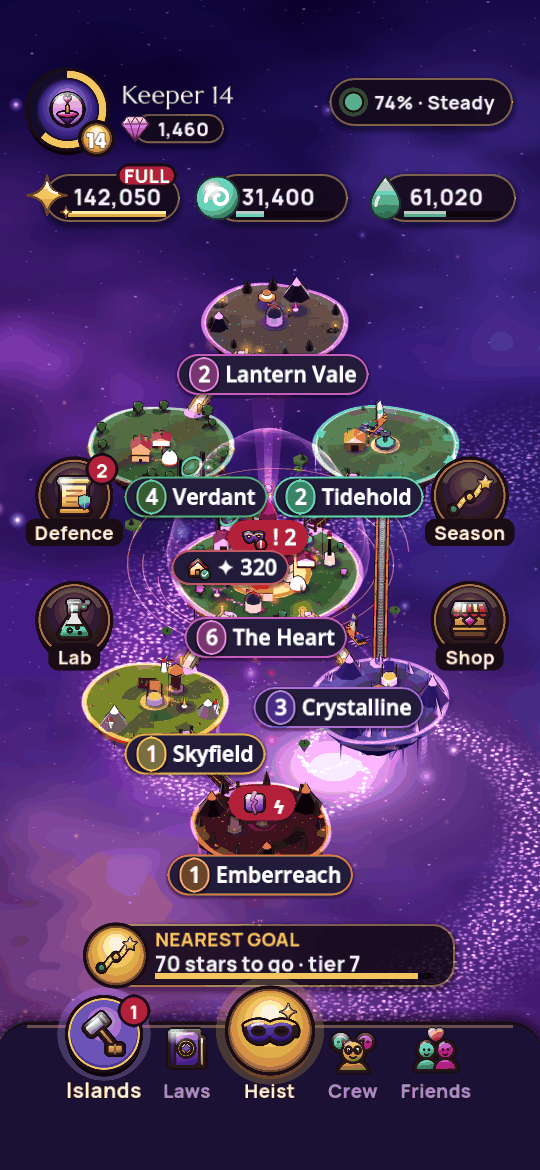 Keeper 14
14
1,460
74% · Steady
FULL
142,050
31,400
61,020
2 Lantern Vale
2
4 Verdant
2 Tidehold
Defence
Season
! 2
✦ 320
6 The Heart
Lab
Shop
3 Crystalline
1 Skyfield
1 Emberreach
NEAREST GOAL
70 stars to go · tier 7
1
Islands
Laws
Heist
Crew
Friends